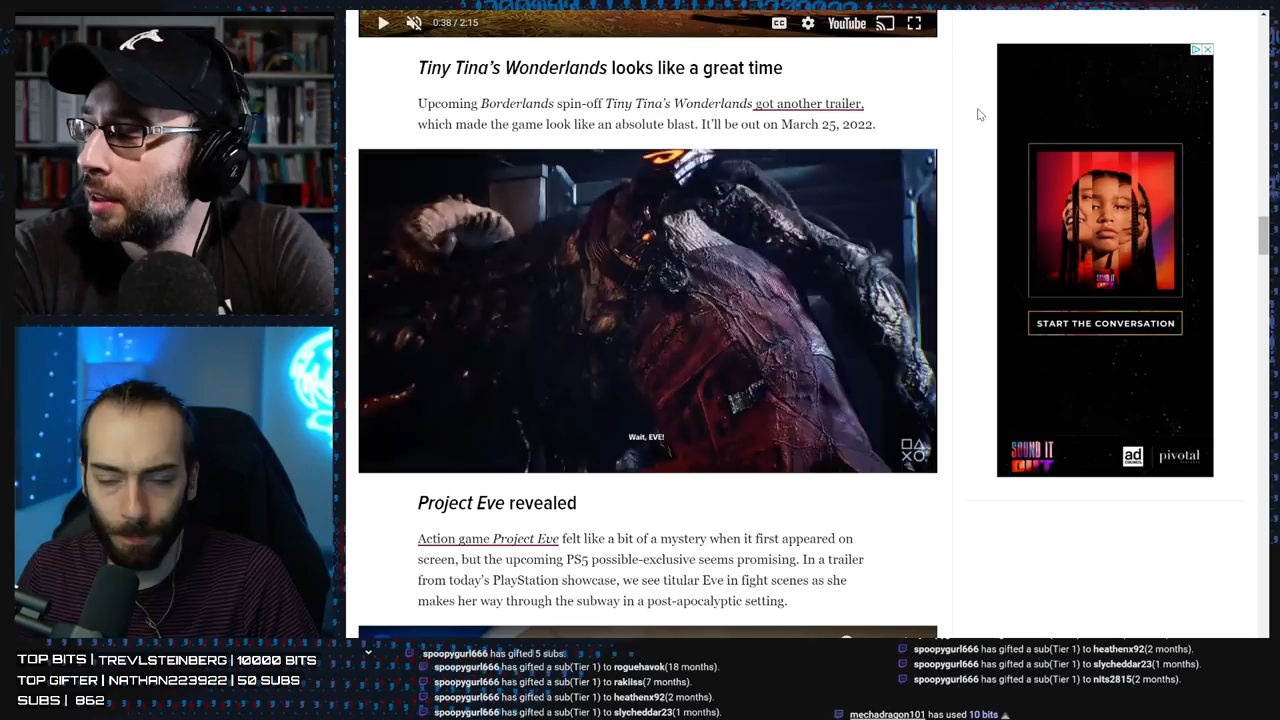 0:38 / 2:15
CC
YouTube
Tiny Tina’s Wonderlands looks like a great time
Upcoming Borderlands spin-off Tiny Tina’s Wonderlands got another trailer,
which made the game look like an absolute blast. It’ll be out on March 25, 2022.
Wait, EVE!
Project Eve revealed
Action game Project Eve felt like a bit of a mystery when it first appeared on
screen, but the upcoming PS5 possible-exclusive seems promising. In a trailer
from today’s PlayStation showcase, we see titular Eve in fight scenes as she
makes her way through the subway in a post-apocalyptic setting.
START THE CONVERSATION
SOUND IT
OUT
ad
COUNCIL
pivotal
TOP BITS | TREVLSTEINBERG | 10000 BITS
TOP GIFTER | NATHAN223922 | 50 SUBS
SUBS | 862
spoopygurl666 has gifted 5 subs.
spoopygurl666 has gifted a sub(Tier 1) to roguehavok(18 months).
spoopygurl666 has gifted a sub(Tier 1) to rakiiss(7 months).
spoopygurl666 has gifted a sub(Tier 1) to heathenx92(2 months).
spoopygurl666 has gifted a sub(Tier 1) to slycheddar23(1 months).
spoopygurl666 has gifted a sub(Tier 1) to heathenx92(2 months).
spoopygurl666 has gifted a sub(Tier 1) to slycheddar23(1 months).
spoopygurl666 has gifted a sub(Tier 1) to nits2815(2 months).
mechadragon101 has used 10 bits